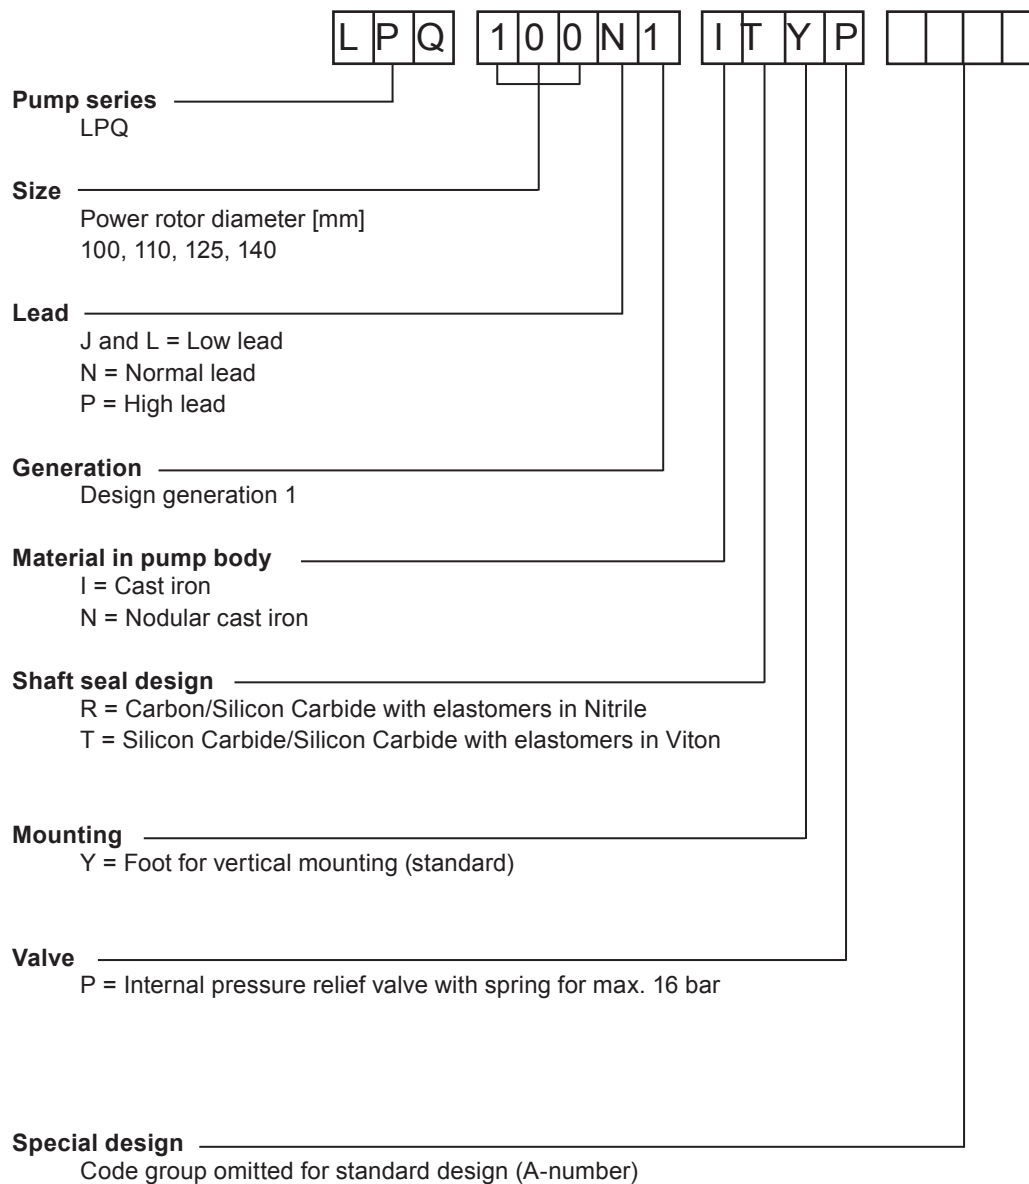 LPQ 100N1 ITYP
Pump series
LPQ
Size
Power rotor diameter [mm]
100, 110, 125, 140
Lead
J and L = Low lead
N = Normal lead
P = High lead
Generation
Design generation 1
Material in pump body
I = Cast iron
N = Nodular cast iron
Shaft seal design
R = Carbon/Silicon Carbide with elastomers in Nitrile
T = Silicon Carbide/Silicon Carbide with elastomers in Viton
Mounting
Y = Foot for vertical mounting (standard)
Valve
P = Internal pressure relief valve with spring for max. 16 bar
Special design
Code group omitted for standard design (A-number)